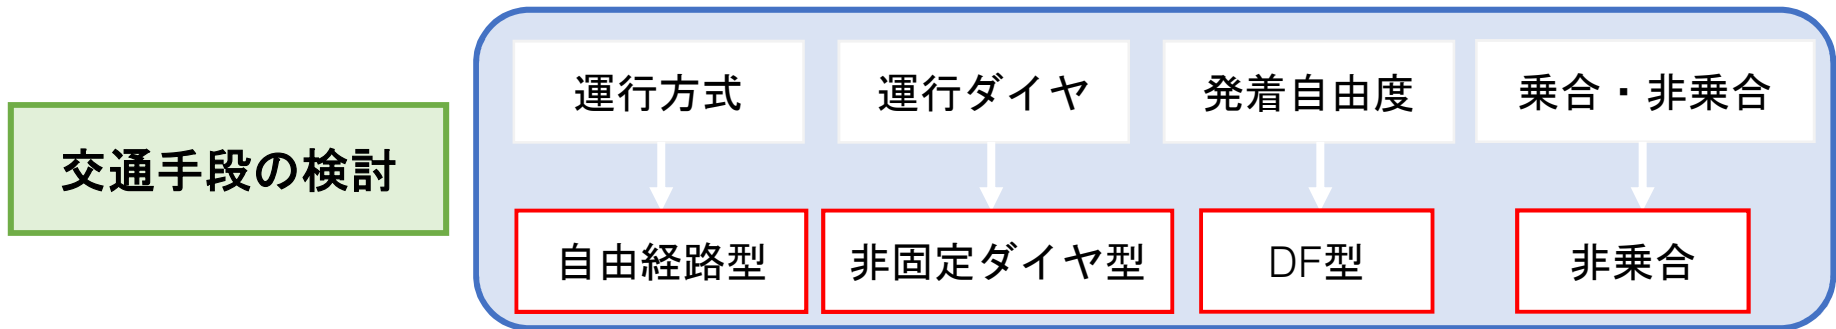 交通手段の検討
運行方式
運行ダイヤ
発着自由度
乗合・非乗合
自由経路型
非固定ダイヤ型
DF型
非乗合